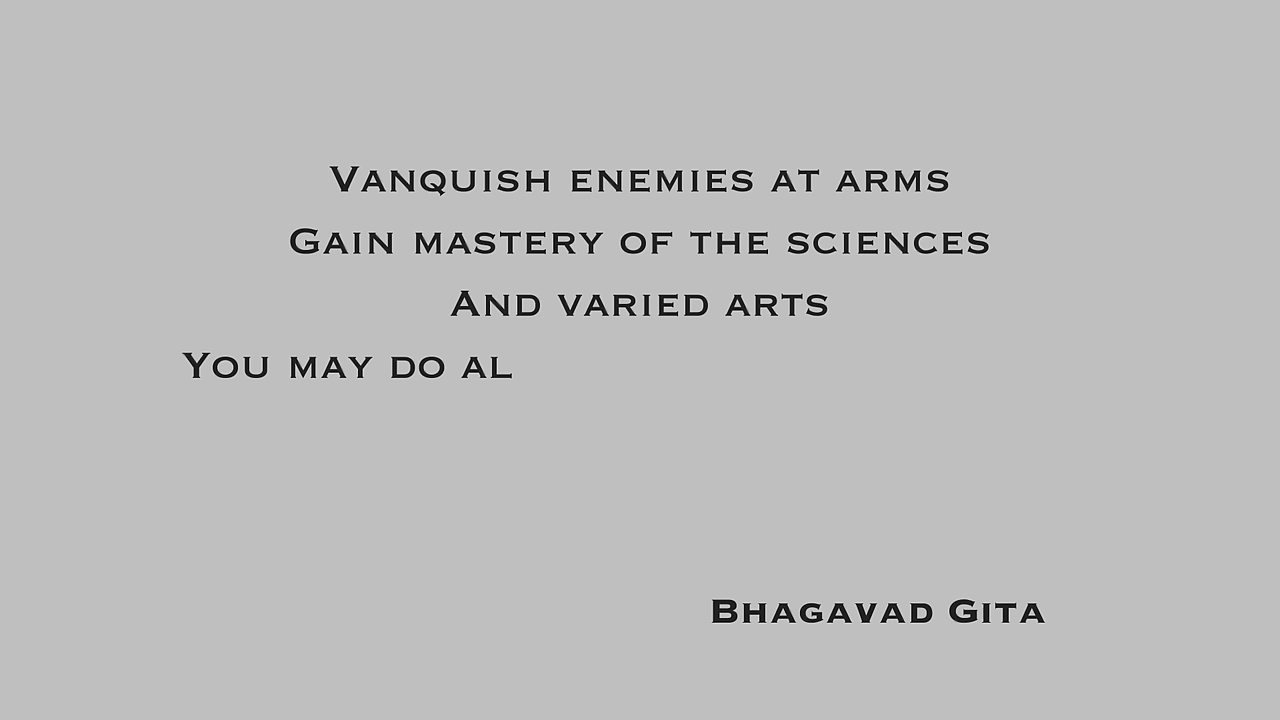 Vanquish enemies at arms
Gain mastery of the sciences
And varied arts
You may do al
Bhagavad Gita